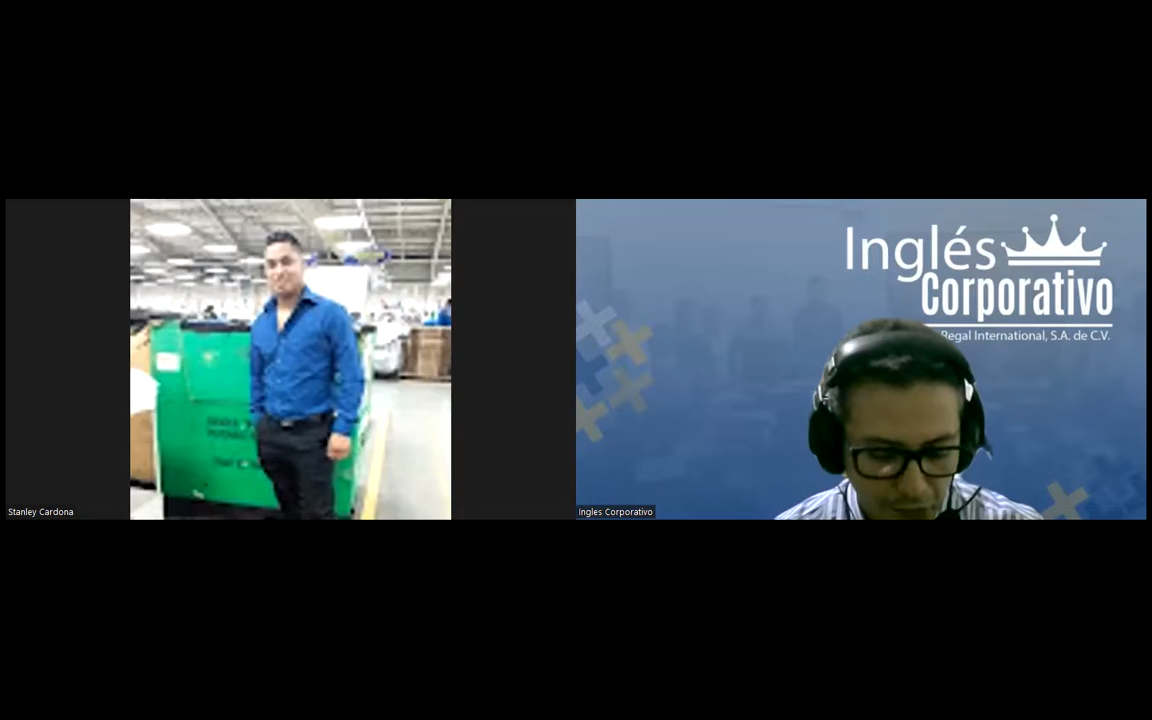 Inglés
Corporativo
Regal International, S.A. de C.V.
Stanley Cardona
Ingles Corporativo